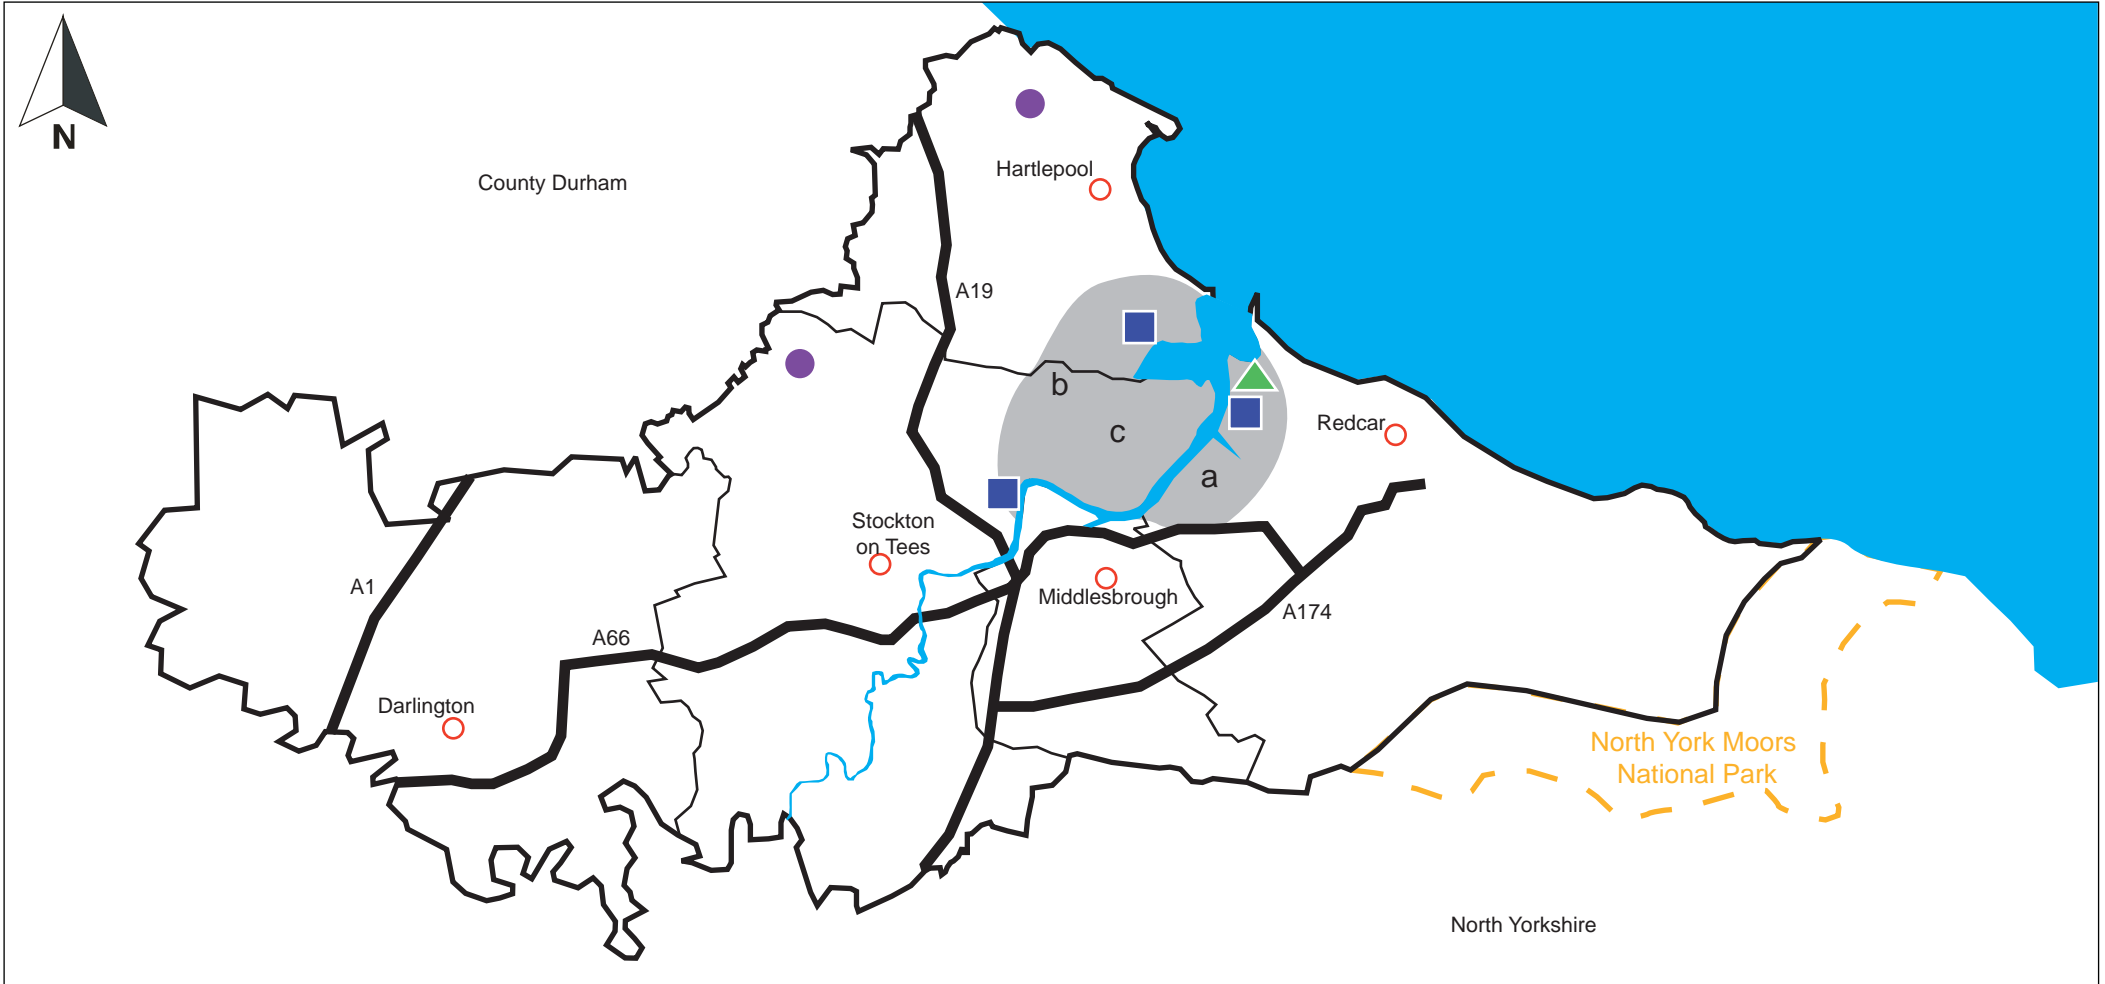 N
County Durham
Hartlepool
A19
b
c
a
Redcar
Stockton
on Tees
A1
Middlesbrough
A174
A66
Darlington
North York Moors
National Park
North Yorkshire